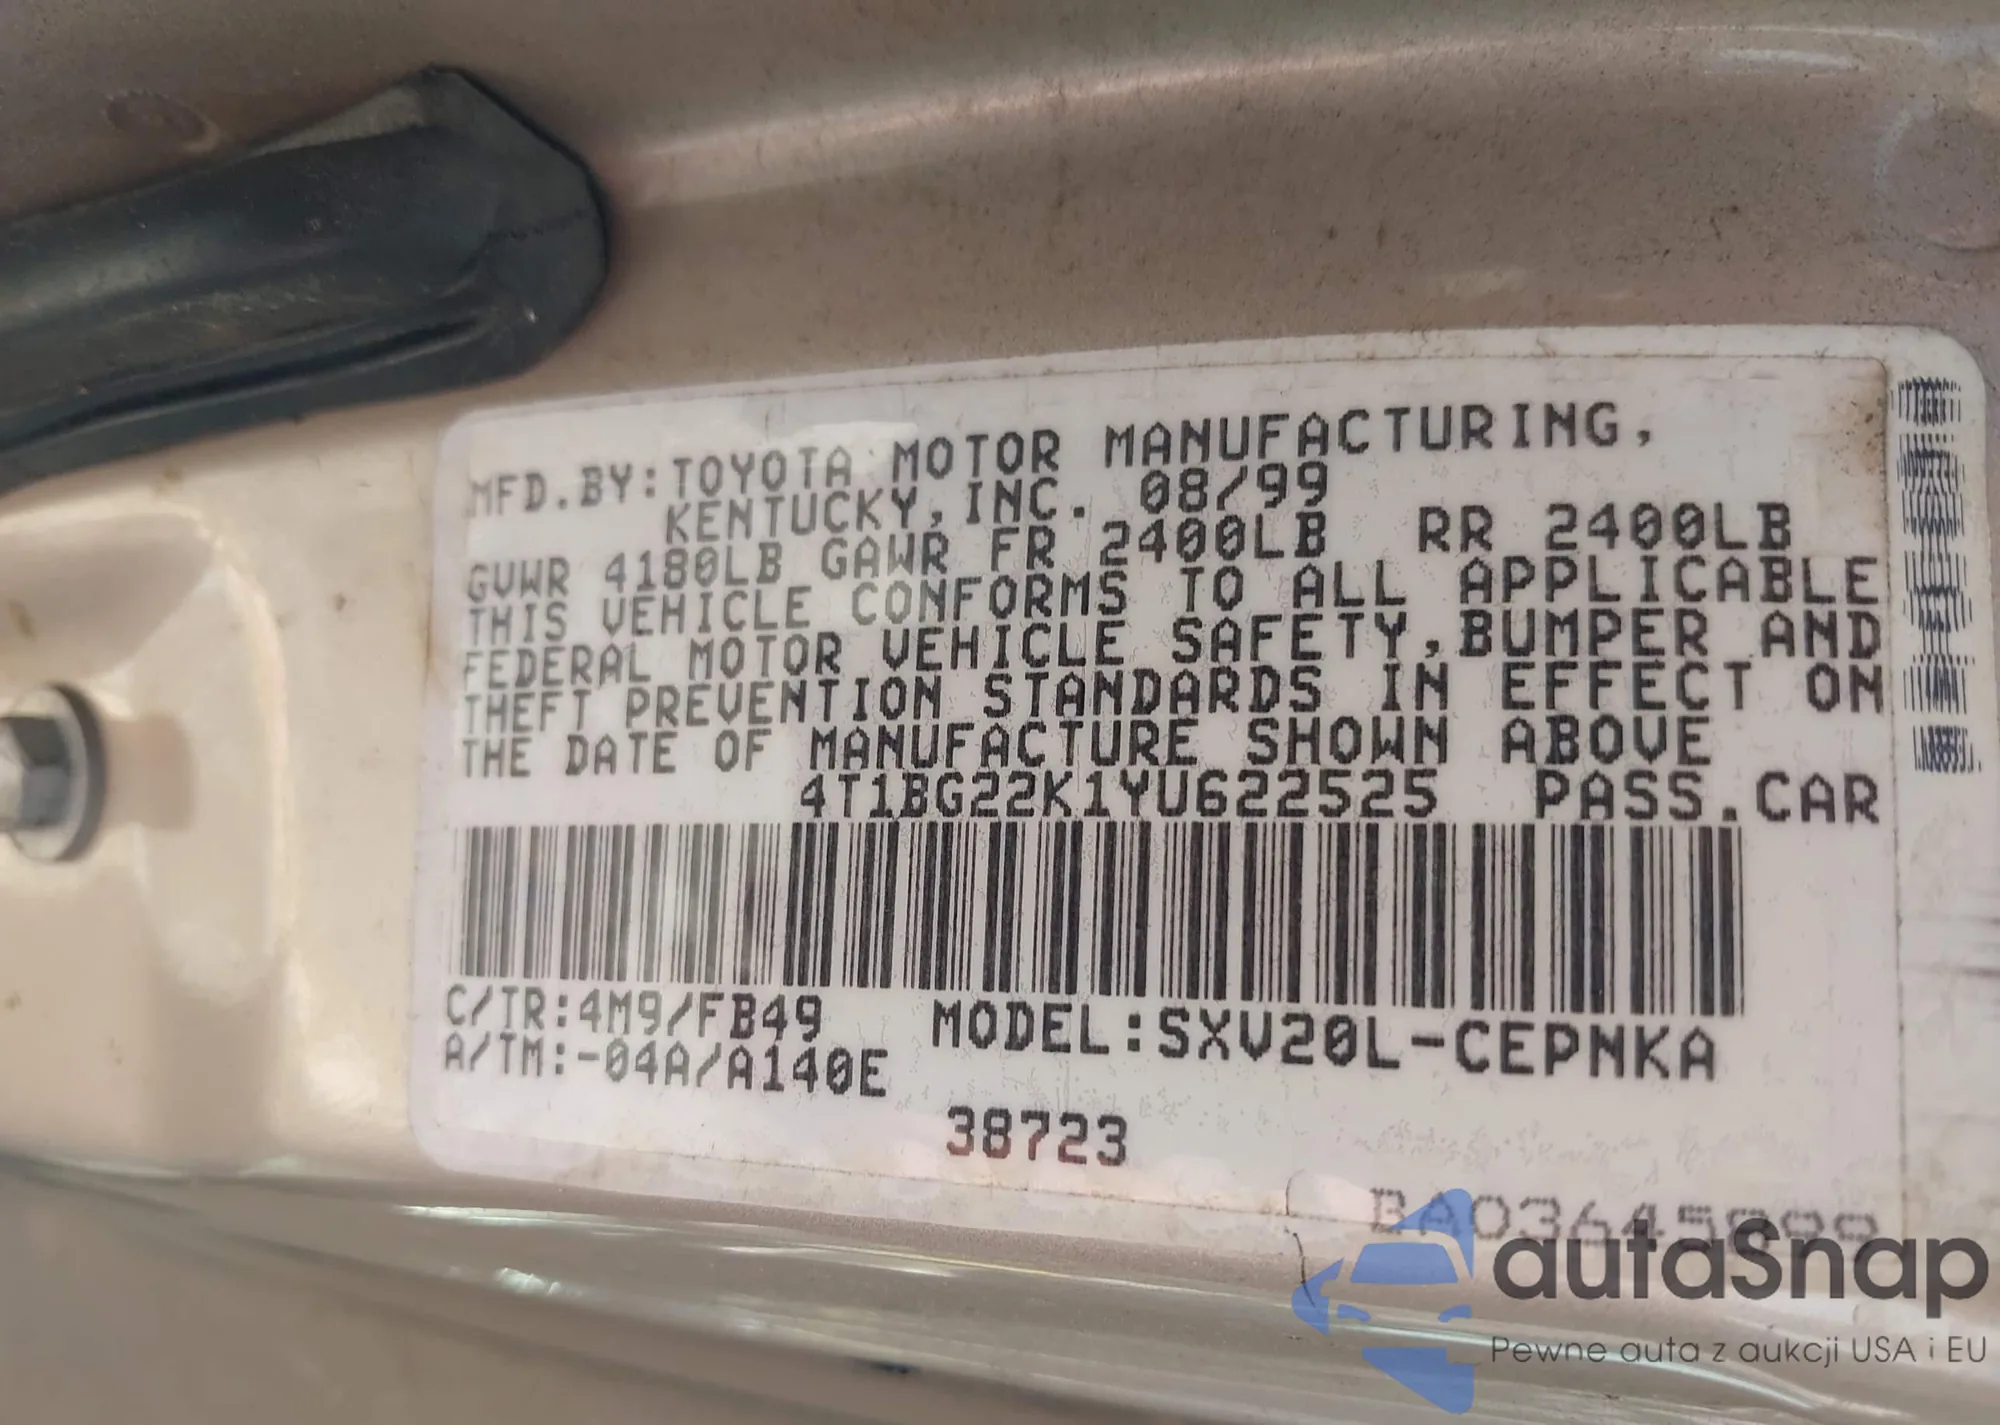 MFD.BY:TOYOTA MOTOR MANUFACTURING,
KENTUCKY,INC. 08/99
GVWR 4180LB GAWR FR 2400LB RR 2400LB
THIS VEHICLE CONFORMS TO ALL APPLICABLE
FEDERAL MOTOR VEHICLE SAFETY,BUMPER AND
THEFT PREVENTION STANDARDS IN EFFECT ON
THE DATE OF MANUFACTURE SHOWN ABOVE
4T1BG22K1YU622525 PASS.CAR
C/TR:4M9/FB49 MODEL:SXV20L-CEPNKA
A/TM:-04A/A140E
38723
autaSnap
Pewne auta z aukcji USA i EU